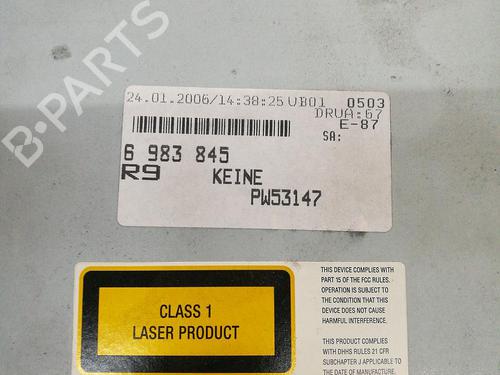 B-PARTS
24.01.2006/14:38:25 UB01 0503
DRUA:67
E-87
SA:
6 983 845
R9 KEINE
PW53147
CLASS 1
LASER PRODUCT
THIS DEVICE COMPLIES WITH
PART 15 OF THE FCC RULES.
OPERATION IS SUBJECT TO
THE CONDITION THAT THIS
DEVICE DOES NOT CAUSE
HARMFUL INTERFERENCE.
THIS PRODUCT COMPLIES
WITH DHHS RULES 21 CFR
SUBCHAPTER J APPLICABLE TO
THE DATE OF MANUFACTURE.